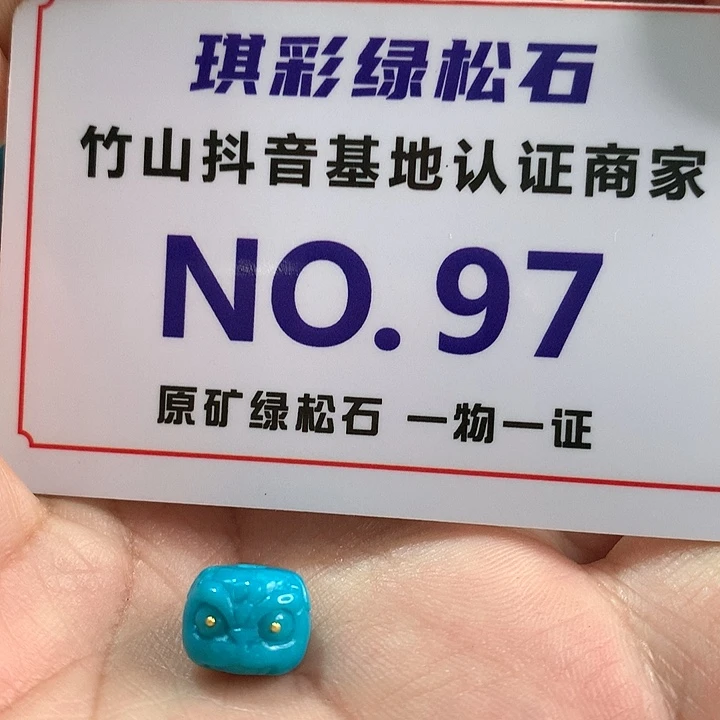 琪彩绿松石
竹山抖音基地认证商家
NO.97
原矿绿松石 一物一证